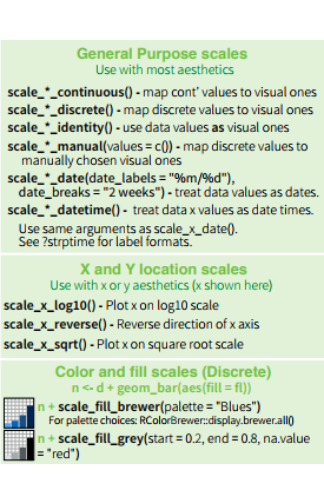 General Purpose scales
Use with most aesthetics
scale_*_continuous() - map cont' values to visual ones
scale_*_discrete() - map discrete values to visual ones
scale_*_identity() - use data values as visual ones
scale_*_manual(values = c()) - map discrete values to
manually chosen visual ones
scale_*_date(date_labels = "%m/%d"),
date_breaks = "2 weeks") - treat data values as dates.
scale_*_datetime() - treat data x values as date times.
Use same arguments as scale_x_date().
See ?strptime for label formats.
X and Y location scales
Use with x or y aesthetics (x shown here)
scale_x_log10() - Plot x on log10 scale
scale_x_reverse() - Reverse direction of x axis
scale_x_sqrt() - Plot x on square root scale
Color and fill scales (Discrete)
n <- d + geom_bar(aes(fill = fl))
n + scale_fill_brewer(palette = "Blues")
For palette choices: RColorBrewer::display.brewer.all()
n + scale_fill_grey(start = 0.2, end = 0.8, na.value
= "red")